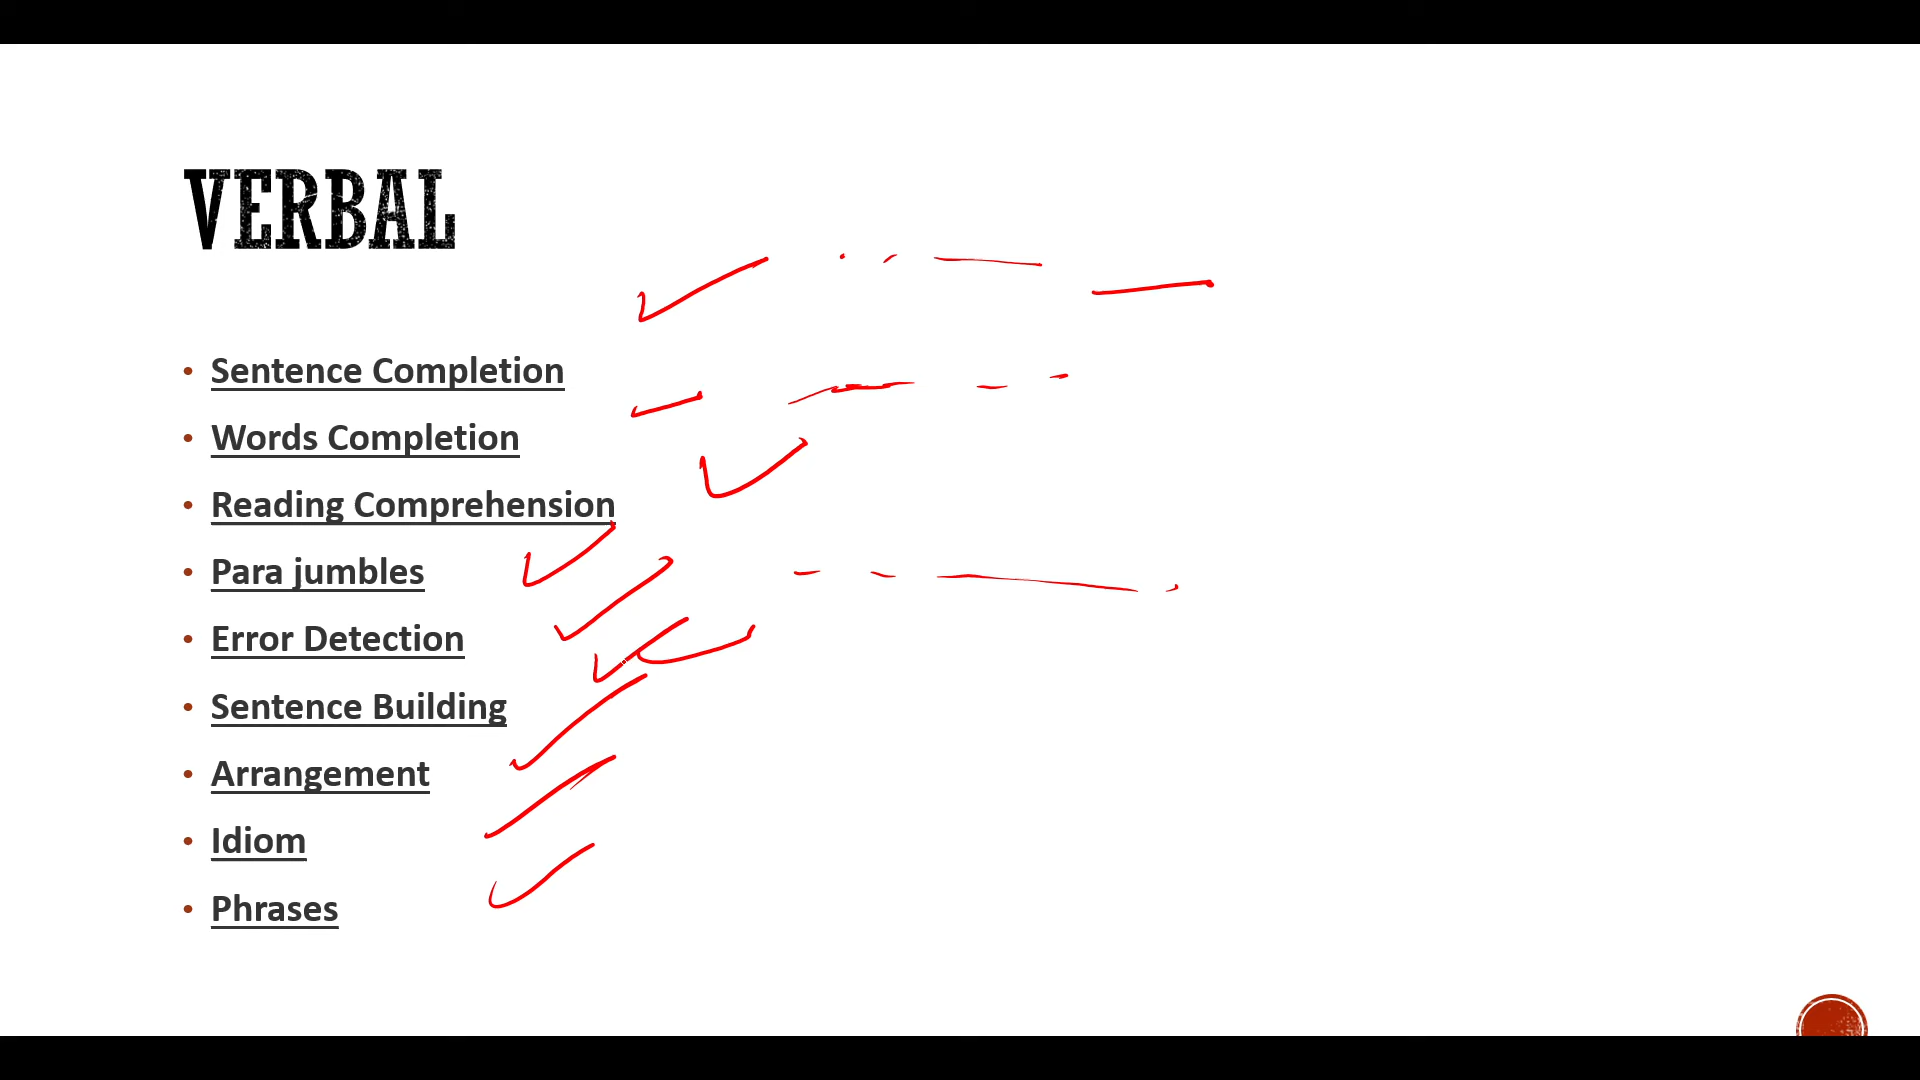 VERBAL
• Sentence Completion
• Words Completion
• Reading Comprehension
• Para jumbles
• Error Detection
• Sentence Building
• Arrangement
• Idiom
• Phrases